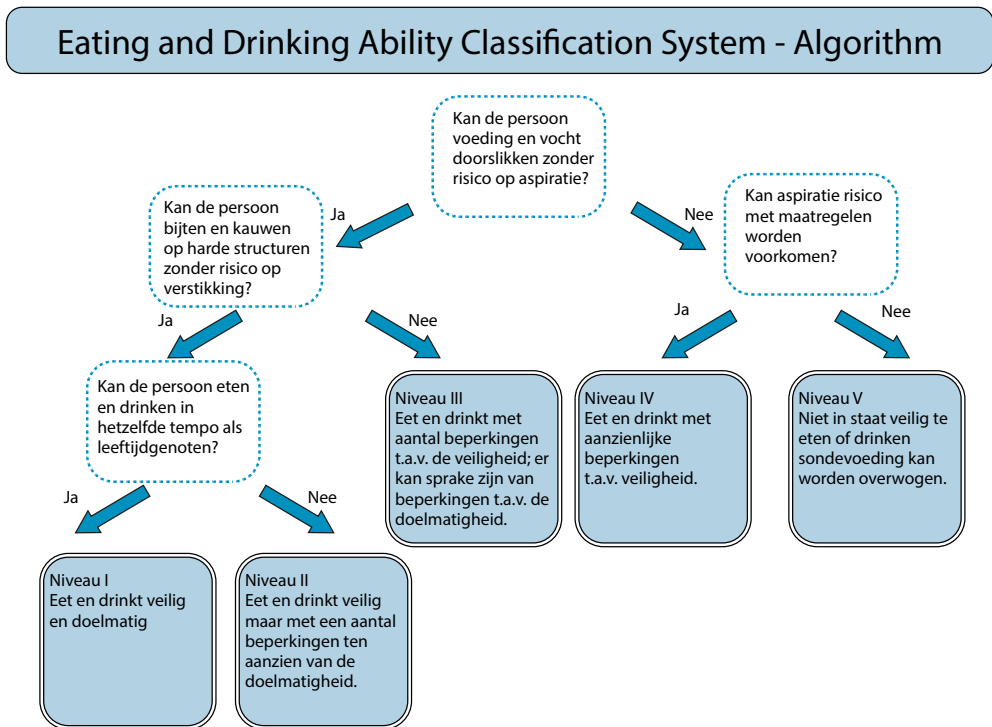 Eating and Drinking Ability Classification System - Algorithm
Kan de persoon
voeding en vocht
doorslikken zonder
risico op aspiratie?
Ja
Nee
Kan de persoon
bijten en kauwen
op harde structuren
zonder risico op
verstikking?
Kan aspiratie risico
met maatregelen
worden
voorkomen?
Ja
Nee
Ja
Nee
Kan de persoon eten
en drinken in
hetzelfde tempo als
leeftijdgenoten?
Niveau III
Eet en drinkt met
aantal beperkingen
t.a.v. de veiligheid; er
kan sprake zijn van
beperkingen t.a.v. de
doelmatigheid.
Niveau IV
Eet en drinkt met
aanzienlijke
beperkingen
t.a.v. veiligheid.
Niveau V
Niet in staat veilig te
eten of drinken
sondevoeding kan
worden overwogen.
Ja
Nee
Niveau I
Eet en drinkt veilig
en doelmatig
Niveau II
Eet en drinkt veilig
maar met een aantal
beperkingen ten
aanzien van de
doelmatigheid.